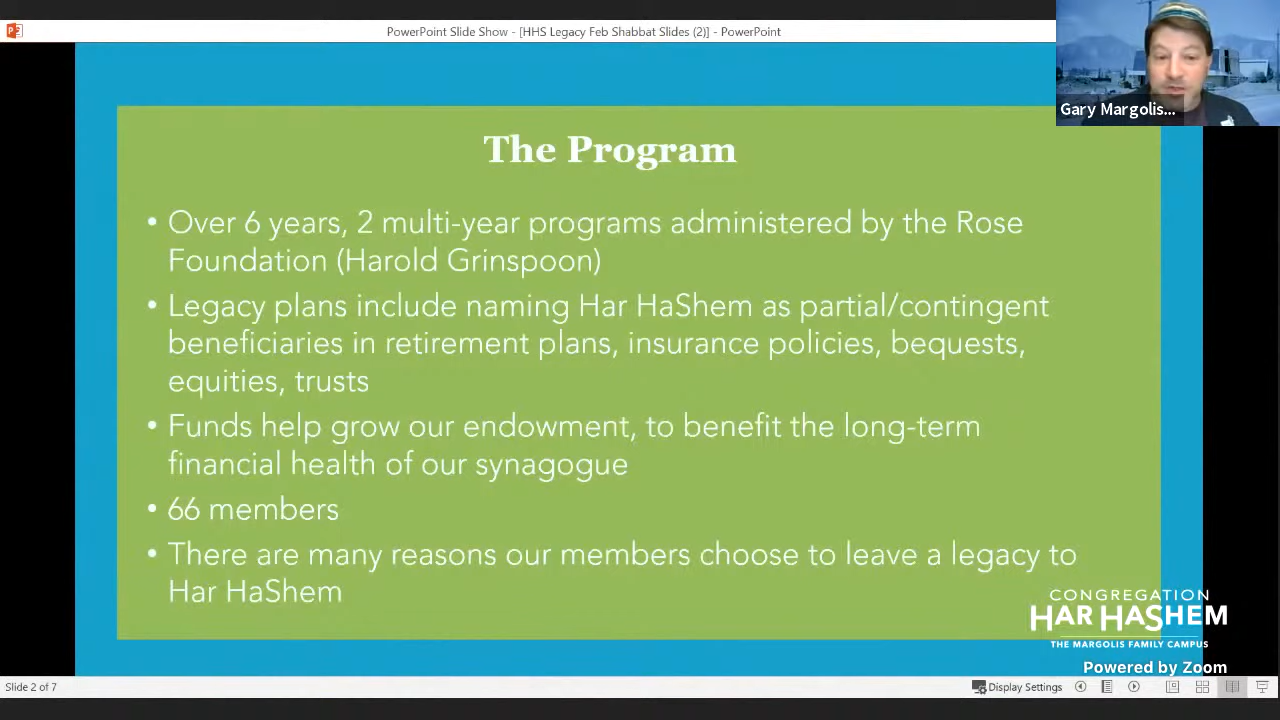 PowerPoint Slide Show - [HHS Legacy Feb Shabbat Slides (2)] - PowerPoint
Gary Margolis...
The Program
• Over 6 years, 2 multi-year programs administered by the Rose
Foundation (Harold Grinspoon)
• Legacy plans include naming Har HaShem as partial/contingent
beneficiaries in retirement plans, insurance policies, bequests,
equities, trusts
• Funds help grow our endowment, to benefit the long-term
financial health of our synagogue
• 66 members
• There are many reasons our members choose to leave a legacy to
Har HaShem
CONGREGATION
HAR HASHEM
THE MARGOLIS FAMILY CAMPUS
Powered by Zoom
Slide 2 of 7
Display Settings